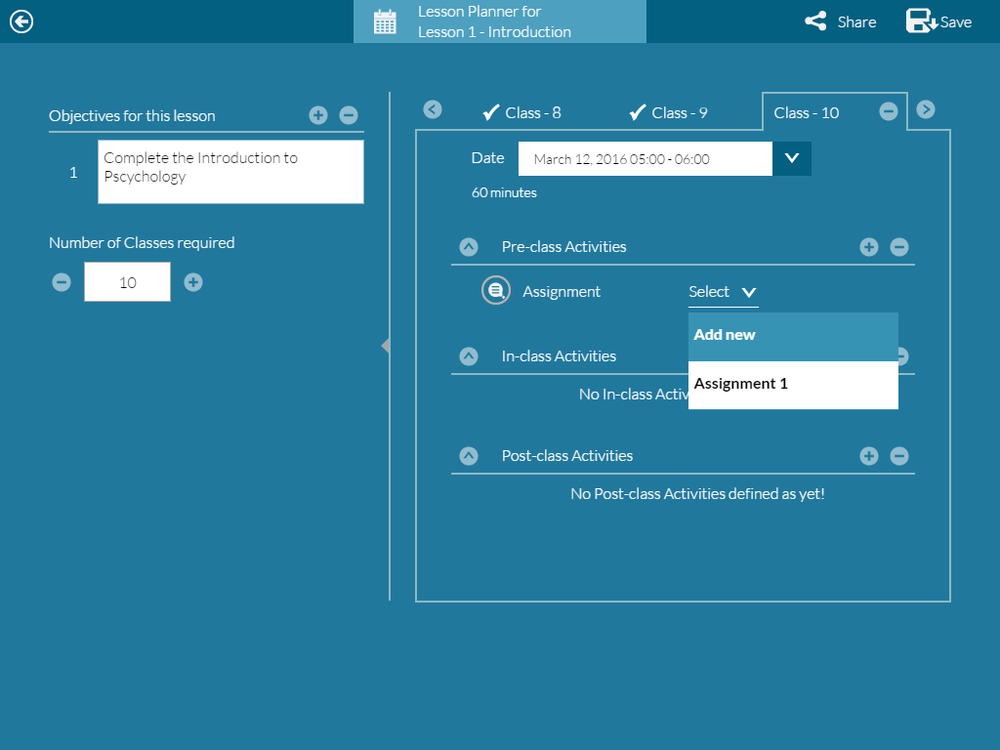 Lesson Planner for
Lesson 1 - Introduction
Share
Save
Objectives for this lesson
1
Complete the Introduction to
Pscychology
Number of Classes required
10
Class - 8
Class - 9
Class - 10
Date
March 12, 2016 05:00 - 06:00
60 minutes
Pre-class Activities
Assignment
Select
Add new
Assignment 1
In-class Activities
No In-class
Post-class Activities
No Post-class Activities defined as yet!